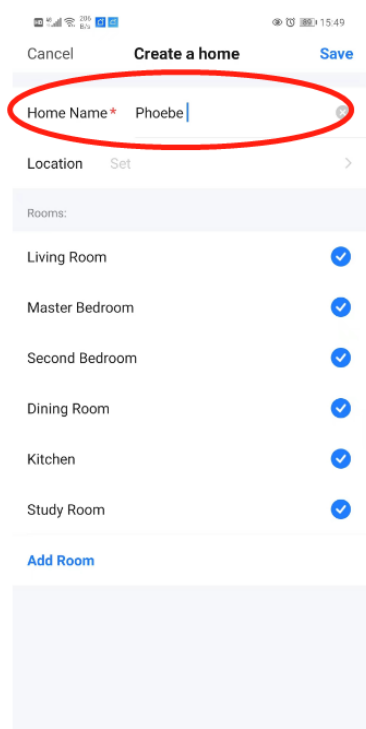 206 B/s 15:49
Cancel Create a home Save
Home Name* Phoebe
Location Set
Rooms:
Living Room
Master Bedroom
Second Bedroom
Dining Room
Kitchen
Study Room
Add Room